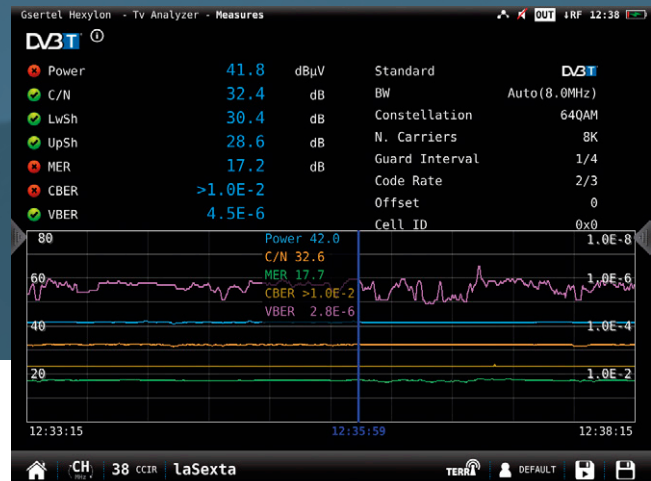 Gsertel Hexylon - Tv Analyzer - Measures OUT ↓RF 12:38
DVB T i
Power 41.8 dBμV Standard DVB T
C/N 32.4 dB BW Auto(8.0MHz)
LwSh 30.4 dB Constellation 64QAM
UpSh 28.6 dB N. Carriers 8K
MER 17.2 dB Guard Interval 1/4
CBER >1.0E-2 Code Rate 2/3
VBER 4.5E-6 Offset 0
Cell ID 0x0
80 Power 42.0 1.0E-8
C/N 32.6
60 MER 17.7 1.0E-6
CBER >1.0E-2
VBER 2.8E-6
40 1.0E-4
20 1.0E-2
12:33:15 12:35:59 12:38:15
CH MHz 38 CCIR laSexta TERR DEFAULT